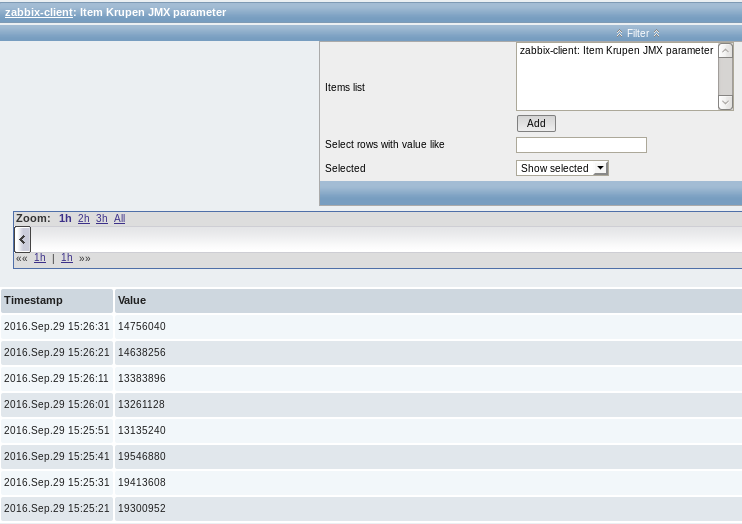 zabbix-client: Item Krupen JMX parameter
Filter
Items list
zabbix-client: Item Krupen JMX parameter
Add
Select rows with value like
Selected Show selected
Zoom: 1h 2h 3h All
«« 1h | 1h »»
Timestamp Value
2016.Sep.29 15:26:31 14756040
2016.Sep.29 15:26:21 14638256
2016.Sep.29 15:26:11 13383896
2016.Sep.29 15:26:01 13261128
2016.Sep.29 15:25:51 13135240
2016.Sep.29 15:25:41 19546880
2016.Sep.29 15:25:31 19413608
2016.Sep.29 15:25:21 19300952